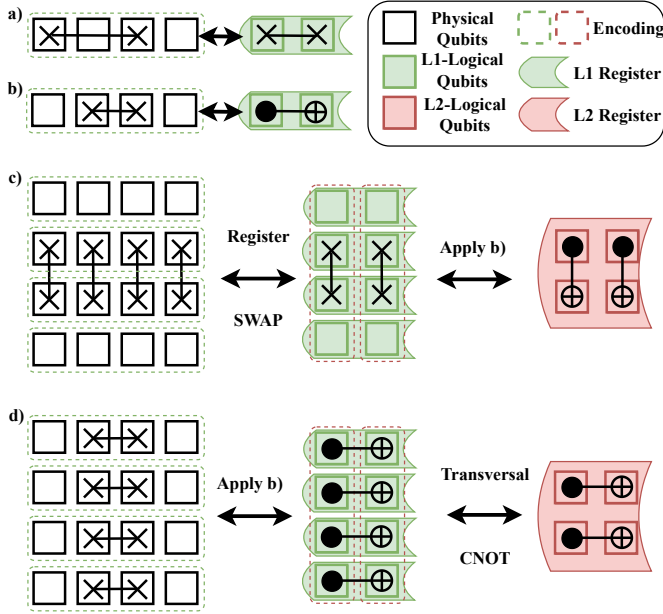 a)
Physical
Qubits
Encoding
L1-Logical
Qubits
L1 Register
b)
L2-Logical
Qubits
L2 Register
c)
Register
SWAP
Apply b)
d)
Apply b)
Transversal
CNOT